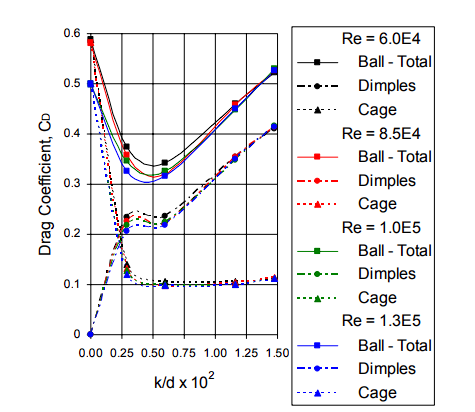 0.6
0.5
0.4
0.3
0.2
0.1
0
Drag Coefficient, CD
0.00 0.25 0.50 0.75 1.00 1.25 1.50
k/d x 10²
Re = 6.0E4
Ball - Total
Dimples
Cage
Re = 8.5E4
Ball - Total
Dimples
Cage
Re = 1.0E5
Ball - Total
Dimples
Cage
Re = 1.3E5
Ball - Total
Dimples
Cage